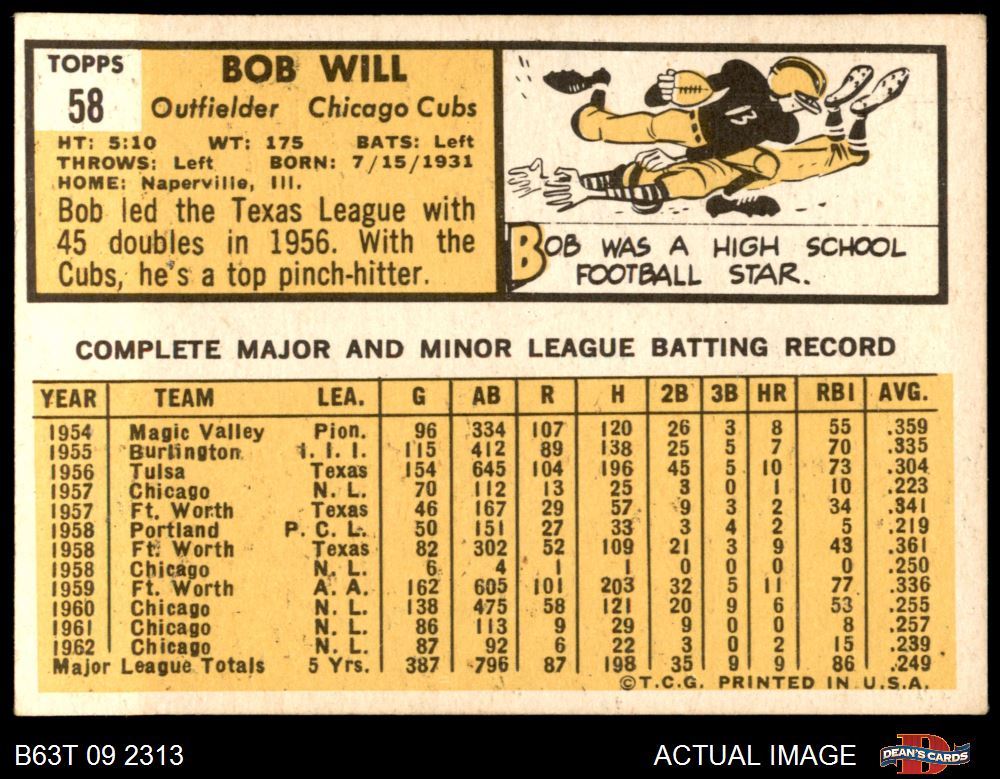 TOPPS
58
BOB WILL
Outfielder Chicago Cubs
HT: 5:10 WT: 175 BATS: Left
THROWS: Left BORN: 7/15/1931
HOME: Naperville, Ill.
Bob led the Texas League with
45 doubles in 1956. With the
Cubs, he's a top pinch-hitter.
13
BOB WAS A HIGH SCHOOL
FOOTBALL STAR.
COMPLETE MAJOR AND MINOR LEAGUE BATTING RECORD
YEAR TEAM LEA. G AB R H 2B 3B HR RBI AVG.
1954 Magic Valley Pion. 96 334 107 120 26 3 8 55 .359
1955 Burlington I. I. I. 115 412 89 138 25 5 7 70 .335
1956 Tulsa Texas 154 645 104 196 45 5 10 73 .304
1957 Chicago N. L. 70 112 13 25 3 0 1 10 .223
1957 Ft. Worth Texas 46 167 29 57 9 3 2 34 .341
1958 Portland P. C. L. 50 151 27 33 3 4 2 5 .219
1958 Ft. Worth Texas 82 302 52 109 21 3 9 43 .361
1958 Chicago N. L. 6 4 1 1 0 0 0 0 .250
1959 Ft. Worth A. A. 162 605 101 203 32 5 11 77 .336
1960 Chicago N. L. 138 475 58 121 20 9 6 53 .255
1961 Chicago N. L. 86 113 9 29 9 0 0 8 .257
1962 Chicago N. L. 87 92 6 22 3 0 2 15 .239
Major League Totals 5 Yrs. 387 796 87 198 35 9 9 86 .249
©T.C.G. PRINTED IN U.S.A.
B63T 09 2313
ACTUAL IMAGE
DEAN'S CARDS